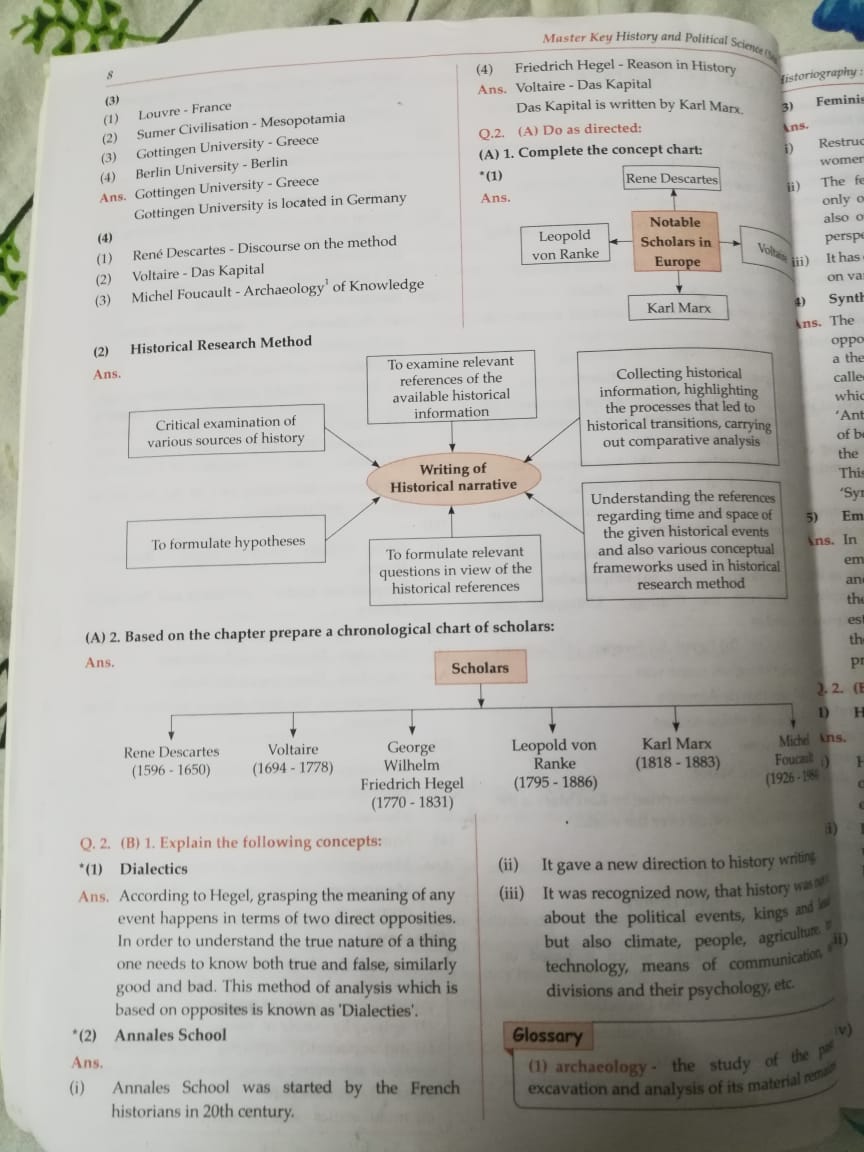 8
Master Key History and Political Science
(3)
(1) Louvre - France
(2) Sumer Civilisation - Mesopotamia
(3) Gottingen University - Greece
(4) Berlin University - Berlin
Ans. Gottingen University - Greece
Gottingen University is located in Germany
(4)
(1) René Descartes - Discourse on the method
(2) Voltaire - Das Kapital
(3) Michel Foucault - Archaeology¹ of Knowledge
(4) Friedrich Hegel - Reason in History
Ans. Voltaire - Das Kapital
Das Kapital is written by Karl Marx.
Q.2. (A) Do as directed:
(A) 1. Complete the concept chart:
*(1)
Ans.
Rene Descartes
Leopold
von Ranke
Notable
Scholars in
Europe
Voltaire
Karl Marx
(2) Historical Research Method
Ans.
To examine relevant
references of the
available historical
information
Collecting historical
information, highlighting
the processes that led to
historical transitions, carrying
out comparative analysis
Critical examination of
various sources of history
Writing of
Historical narrative
To formulate hypotheses
To formulate relevant
questions in view of the
historical references
Understanding the references
regarding time and space of
the given historical events
and also various conceptual
frameworks used in historical
research method
(A) 2. Based on the chapter prepare a chronological chart of scholars:
Ans.
Scholars
Rene Descartes
(1596 - 1650)
Voltaire
(1694 - 1778)
George
Wilhelm
Friedrich Hegel
(1770 - 1831)
Leopold von
Ranke
(1795 - 1886)
Karl Marx
(1818 - 1883)
Michel
Foucault
(1926 -
Q. 2. (B) 1. Explain the following concepts:
*(1) Dialectics
Ans. According to Hegel, grasping the meaning of any
event happens in terms of two direct opposities.
In order to understand the true nature of a thing
one needs to know both true and false, similarly
good and bad. This method of analysis which is
based on opposites is known as 'Dialecties'.
*(2) Annales School
Ans.
(i) Annales School was started by the French
historians in 20th century.
(ii) It gave a new direction to history writing
(iii) It was recognized now, that history was
about the political events, kings and
but also climate, people, agriculture,
technology, means of communication,
divisions and their psychology, etc.
Glossary
(1) archaeology - the study of the
excavation and analysis of its material
istoriography :
3) Feminis
Ans.
i) Restruc
women
ii) The fe
only o
also o
perspe
iii) It has
on va
4) Synth
Ans. The
oppo
a the
calle
whic
'Ant
of b
the
This
'Syn
5) Em
Ans. In
em
an
the
est
th
pr
2. (B
1) H
Ans.
i)
ii)
iii)
iv)